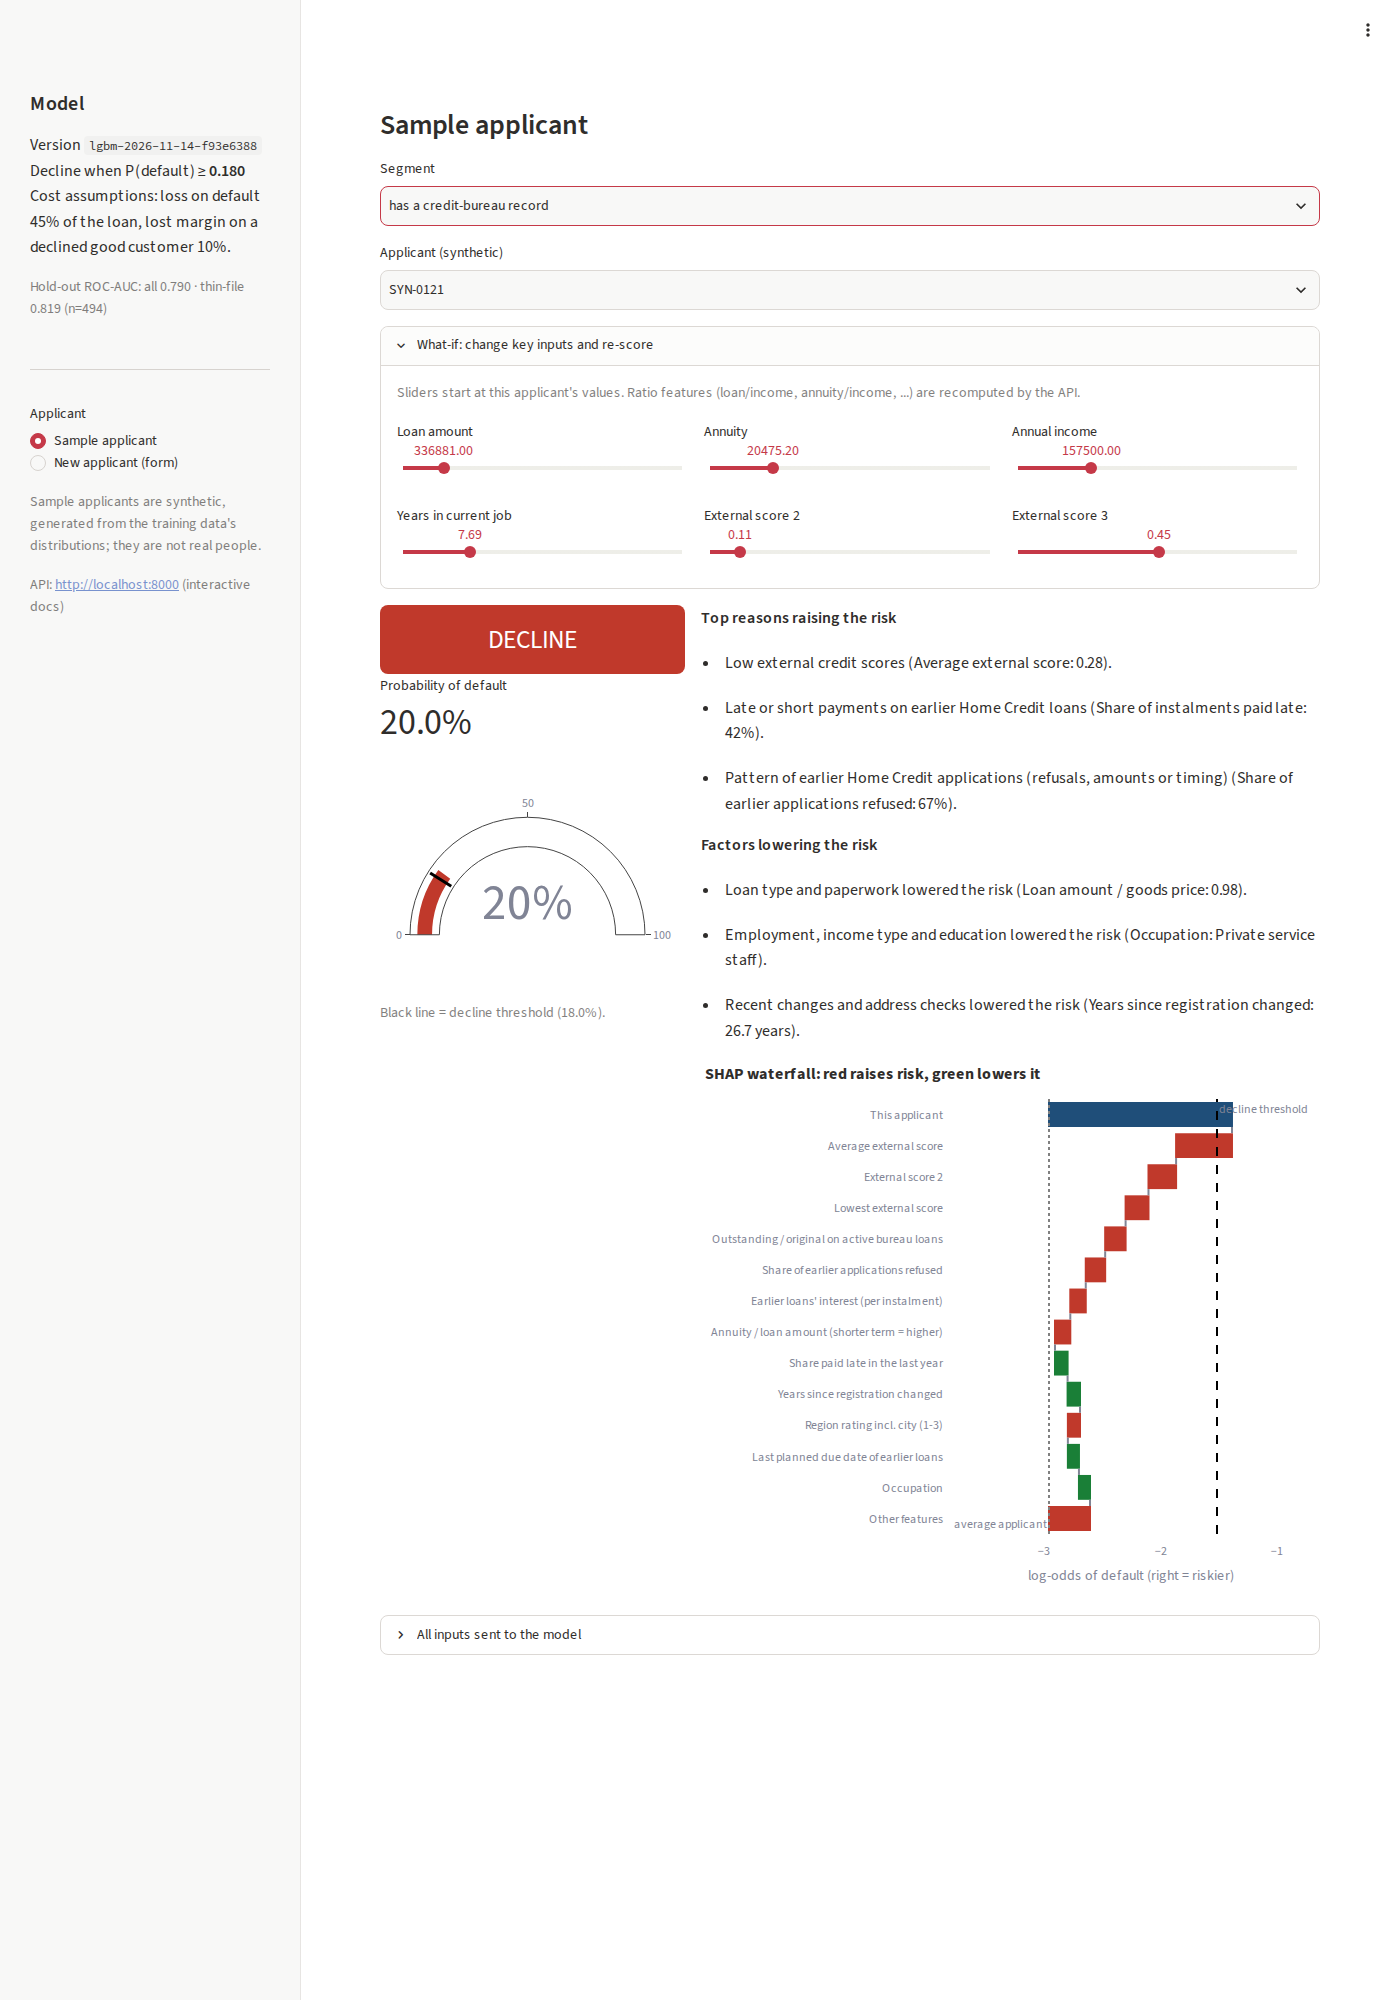 Model
Version lgbm-2026-11-14-f93e6388
Decline when P(default) ≥ 0.180
Cost assumptions: loss on default
45% of the loan, lost margin on a
declined good customer 10%.
Hold-out ROC-AUC: all 0.790 · thin-file
0.819 (n=494)
Applicant
Sample applicant
New applicant (form)
Sample applicants are synthetic,
generated from the training data's
distributions; they are not real people.
API: http://localhost:8000 (interactive
docs)
Sample applicant
Segment
has a credit-bureau record
Applicant (synthetic)
SYN-0121
What-if: change key inputs and re-score
Sliders start at this applicant's values. Ratio features (loan/income, annuity/income, ...) are recomputed by the API.
Loan amount
336881.00
Annuity
20475.20
Annual income
157500.00
Years in current job
7.69
External score 2
0.11
External score 3
0.45
DECLINE
Probability of default
20.0%
50
20%
0
100
Black line = decline threshold (18.0%).
Top reasons raising the risk
Low external credit scores (Average external score: 0.28).
Late or short payments on earlier Home Credit loans (Share of instalments paid late:
42%).
Pattern of earlier Home Credit applications (refusals, amounts or timing) (Share of
earlier applications refused: 67%).
Factors lowering the risk
Loan type and paperwork lowered the risk (Loan amount / goods price: 0.98).
Employment, income type and education lowered the risk (Occupation: Private service
staff).
Recent changes and address checks lowered the risk (Years since registration changed:
26.7 years).
SHAP waterfall: red raises risk, green lowers it
This applicant
decline threshold
Average external score
External score 2
Lowest external score
Outstanding / original on active bureau loans
Share of earlier applications refused
Earlier loans' interest (per instalment)
Annuity / loan amount (shorter term = higher)
Share paid late in the last year
Years since registration changed
Region rating incl. city (1-3)
Last planned due date of earlier loans
Occupation
Other features
average applicant
−3
−2
−1
log-odds of default (right = riskier)
All inputs sent to the model